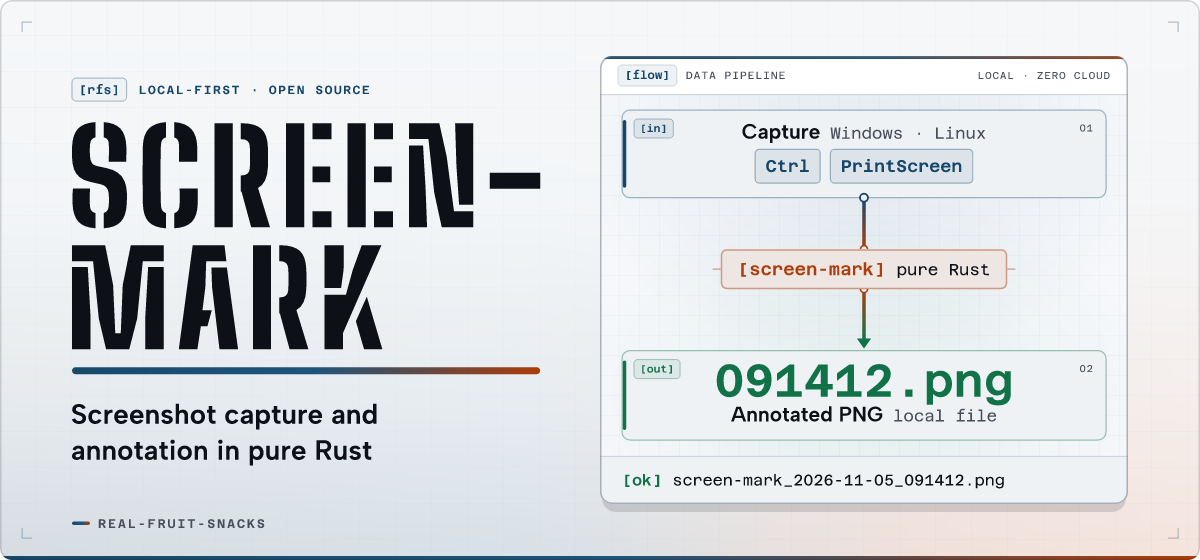 [rfs] LOCAL-FIRST · OPEN SOURCE
SCREEN-
MARK
Screenshot capture and
annotation in pure Rust
REAL-FRUIT-SNACKS
[flow] DATA PIPELINE LOCAL · ZERO CLOUD
[in] Capture Windows · Linux 01
Ctrl PrintScreen
[screen-mark] pure Rust
[out] 091412.png 02
Annotated PNG local file
[ok] screen-mark_2026-11-05_091412.png